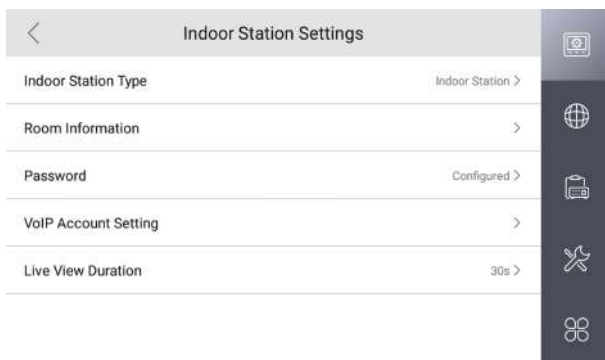 Indoor Station Settings
Indoor Station Type Indoor Station >
Room Information >
Password Configured >
VoIP Account Setting >
Live View Duration 30s >